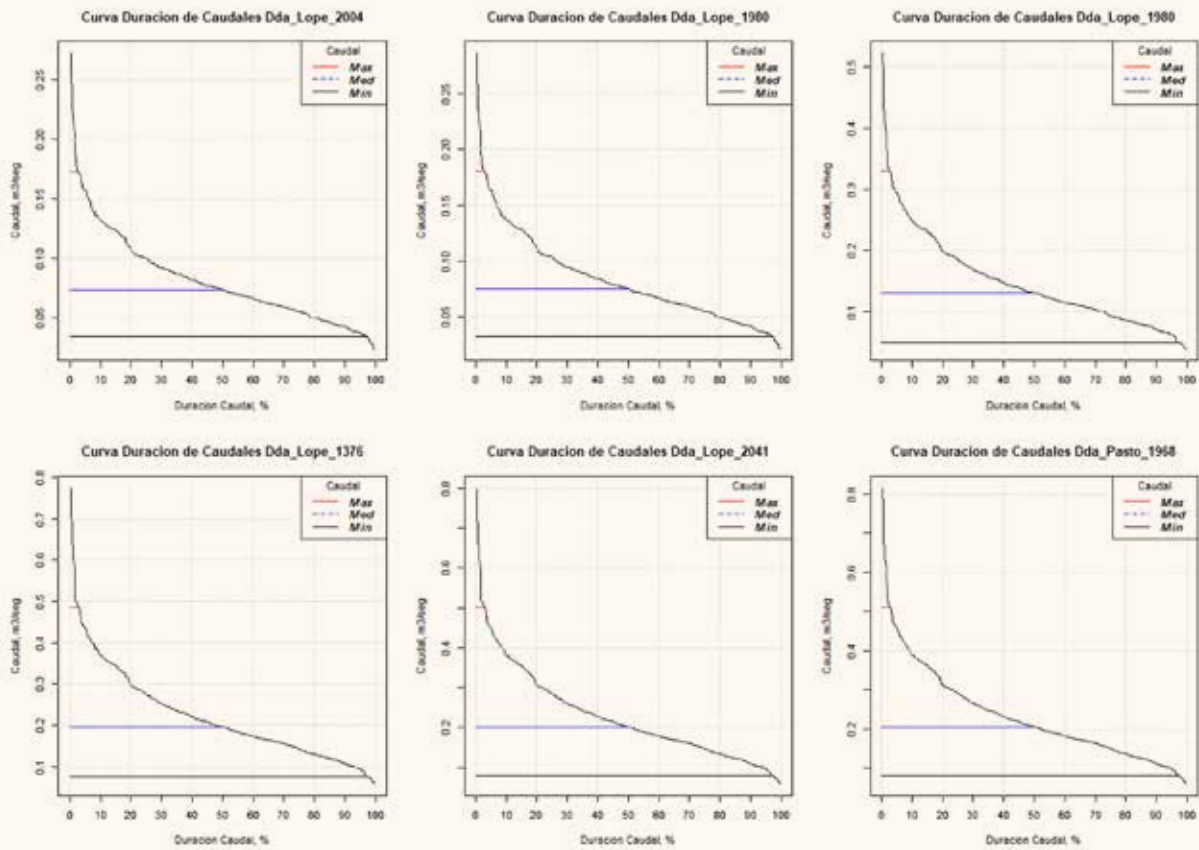 Curva Duracion de Caudales Dda_Lope_2004
Caudal
Max
Med
Min
Caudal, m3/seg
0.25
0.20
0.15
0.10
0.05
0 10 20 30 40 50 60 70 80 90 100
Duracion Caudal, %
Curva Duracion de Caudales Dda_Lope_1980
Caudal
Max
Med
Min
Caudal, m3/seg
0.25
0.20
0.15
0.10
0.05
0 10 20 30 40 50 60 70 80 90 100
Duracion Caudal, %
Curva Duracion de Caudales Dda_Lope_1980
Caudal
Max
Med
Min
Caudal, m3/seg
0.5
0.4
0.3
0.2
0.1
0 10 20 30 40 50 60 70 80 90 100
Duracion Caudal, %
Curva Duracion de Caudales Dda_Lope_1376
Caudal
Max
Med
Min
Caudal, m3/seg
0.8
0.7
0.6
0.5
0.4
0.3
0.2
0.1
0 10 20 30 40 50 60 70 80 90 100
Duracion Caudal, %
Curva Duracion de Caudales Dda_Lope_2041
Caudal
Max
Med
Min
Caudal, m3/seg
0.8
0.6
0.4
0.2
0 10 20 30 40 50 60 70 80 90 100
Duracion Caudal, %
Curva Duracion de Caudales Dda_Pasto_1968
Caudal
Max
Med
Min
Caudal, m3/seg
0.8
0.6
0.4
0.2
0 10 20 30 40 50 60 70 80 90 100
Duracion Caudal, %